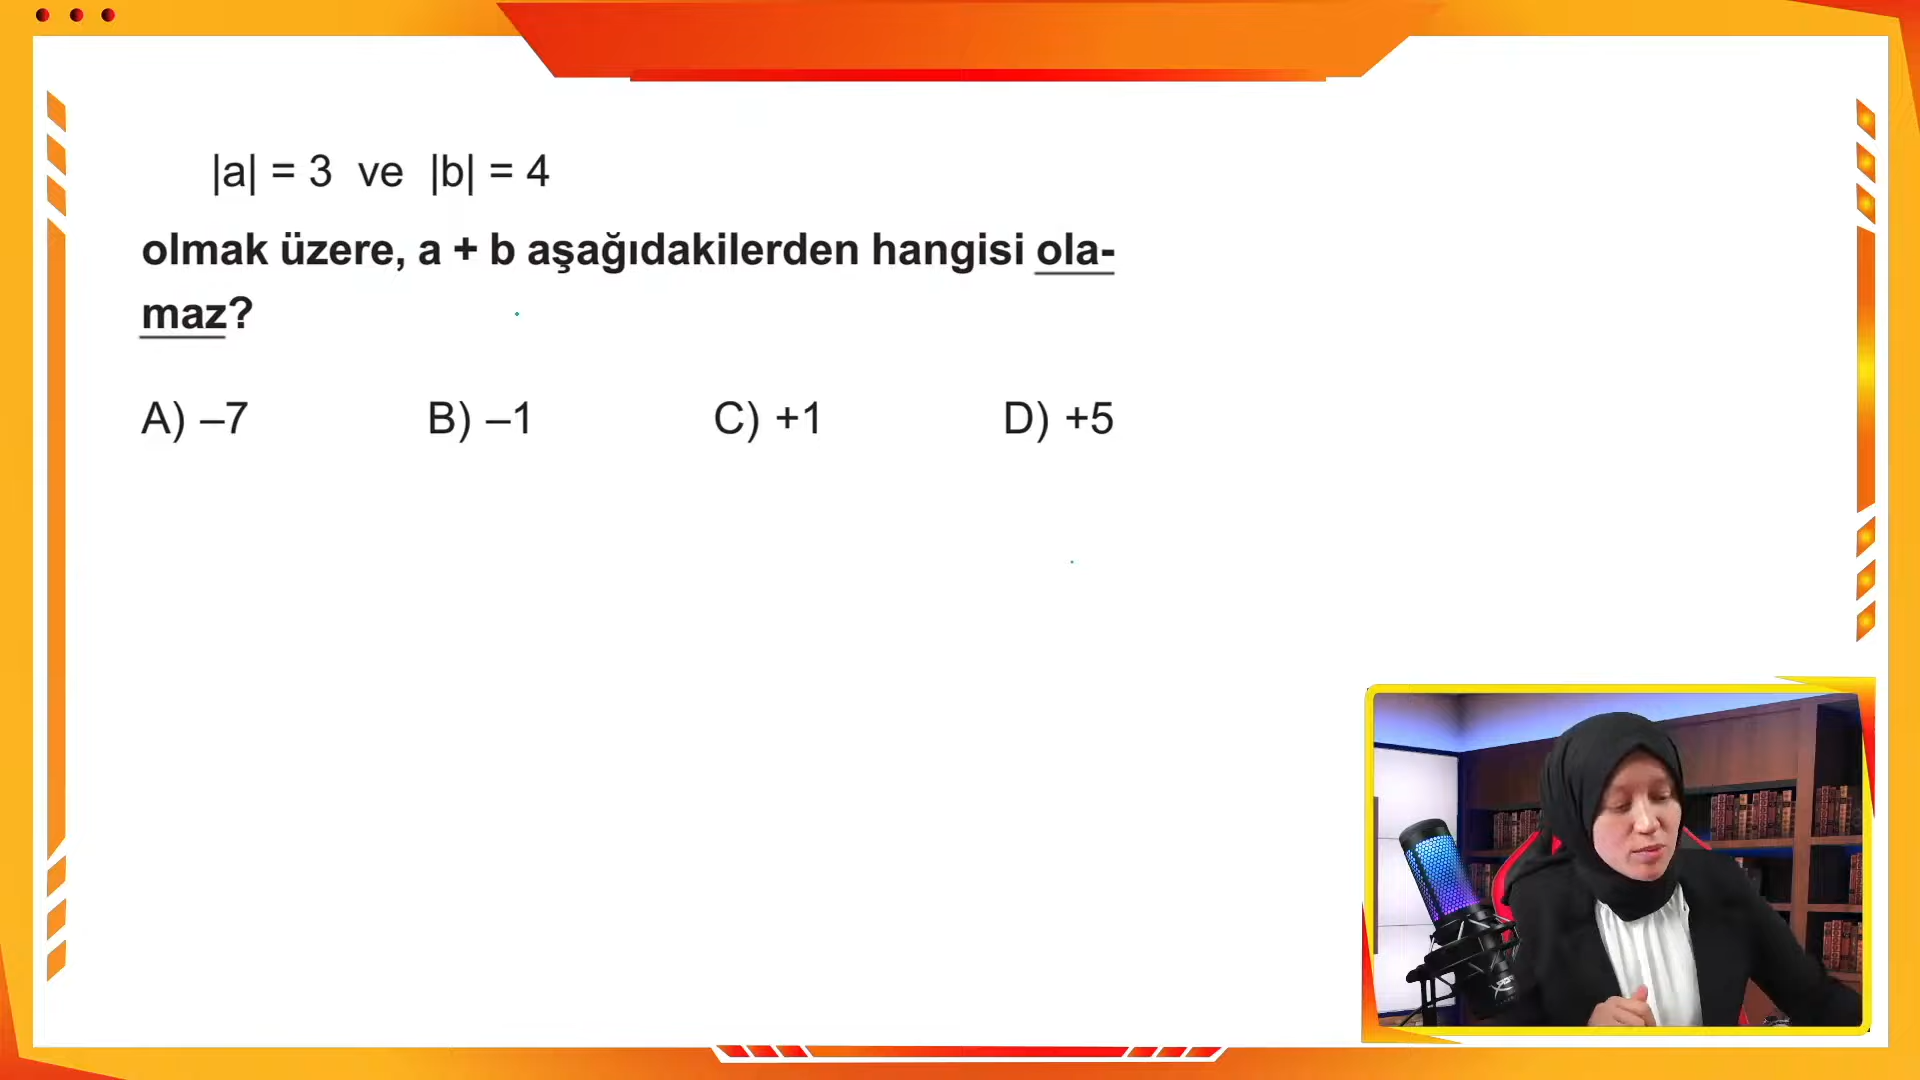 |a| = 3 ve |b| = 4
olmak üzere, a + b aşağıdakilerden hangisi ola-
maz?
A) –7 B) –1 C) +1 D) +5